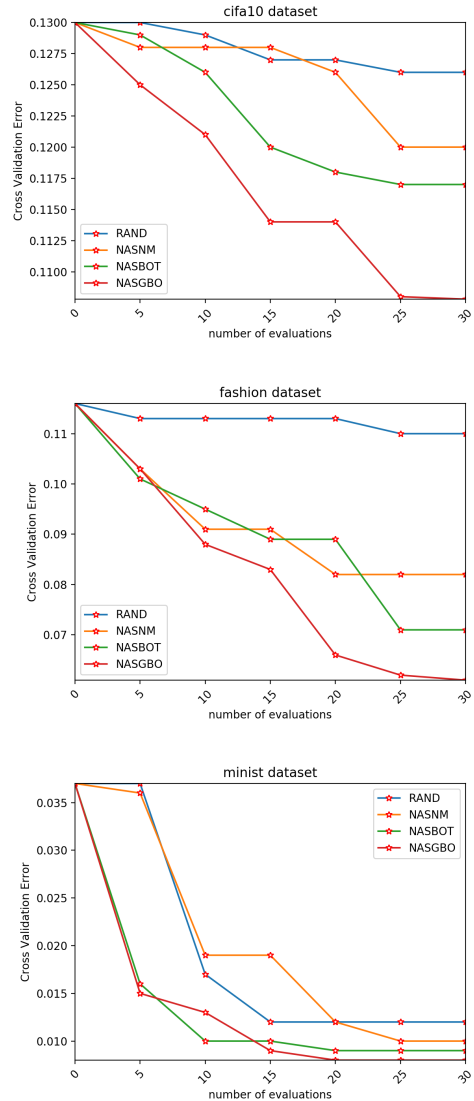 cifa10 dataset
0.1300
0.1275
0.1250
0.1225
0.1200
0.1175
0.1150
0.1125
0.1100
Cross Validation Error
RAND
NASNM
NASBOT
NASGBO
0 5 10 15 20 25 30
number of evaluations
fashion dataset
0.11
0.10
0.09
0.08
0.07
Cross Validation Error
RAND
NASNM
NASBOT
NASGBO
0 5 10 15 20 25 30
number of evaluations
minist dataset
0.035
0.030
0.025
0.020
0.015
0.010
Cross Validation Error
RAND
NASNM
NASBOT
NASGBO
0 5 10 15 20 25 30
number of evaluations